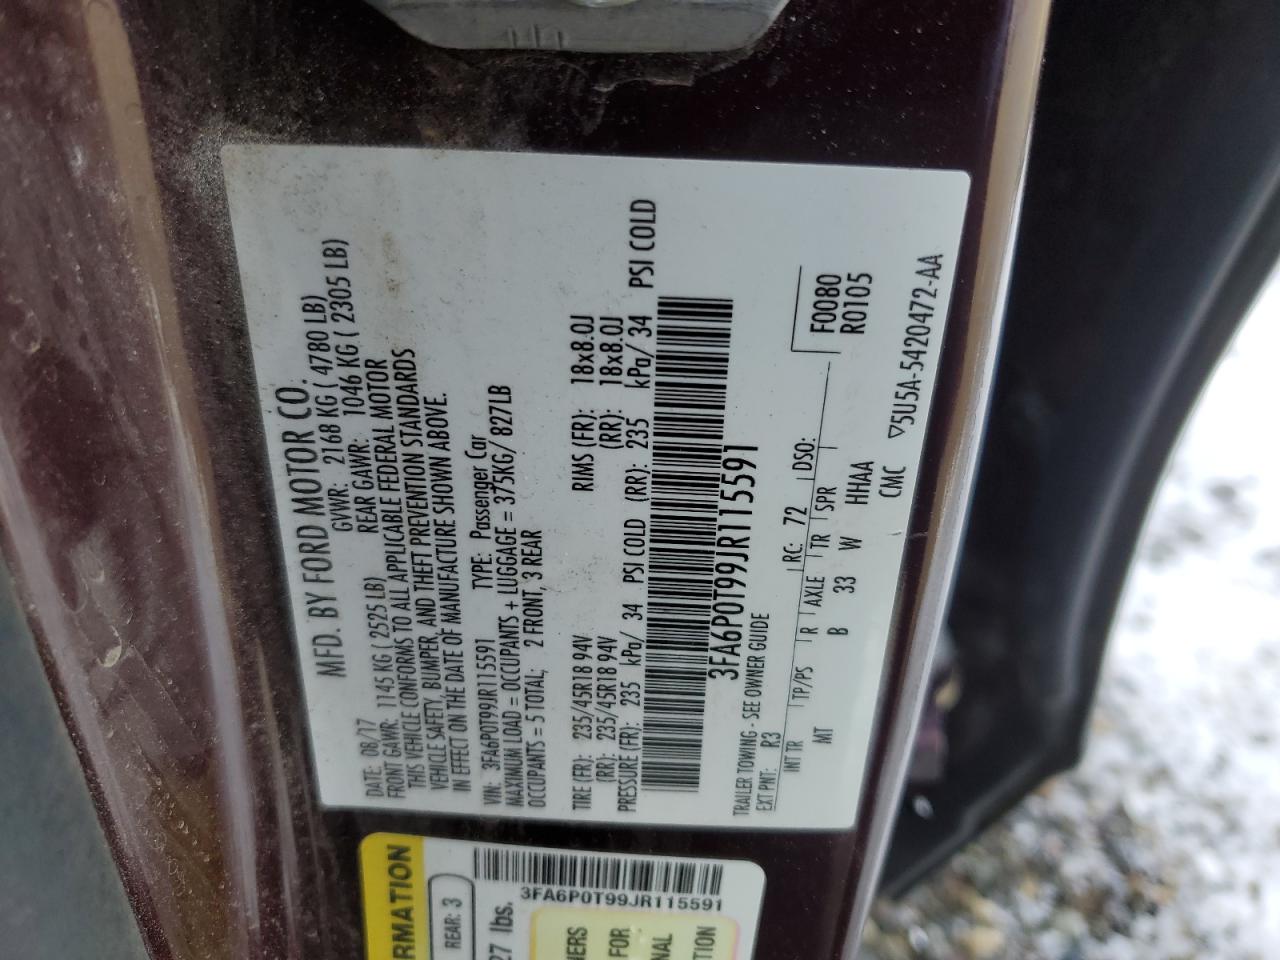 MFD. BY FORD MOTOR CO.
DATE: 08/17 GVWR: 2168 KG ( 4780 LB)
FRONT GAWR: 1145 KG ( 2525 LB) REAR GAWR: 1046 KG ( 2305 LB)
THIS VEHICLE CONFORMS TO ALL APPLICABLE FEDERAL MOTOR
VEHICLE SAFETY, BUMPER, AND THEFT PREVENTION STANDARDS
IN EFFECT ON THE DATE OF MANUFACTURE SHOWN ABOVE.
VIN: 3FA6P0T99JR115591 TYPE: Passenger Car
MAXIMUM LOAD = OCCUPANTS + LUGGAGE = 375KG/ 827LB
OCCUPANTS = 5 TOTAL; 2 FRONT, 3 REAR
TIRE (FR): 235/45R18 94V RIMS (FR): 18x8.0J
(RR): 235/45R18 94V (RR): 18x8.0J
PRESSURE (FR): 235 kPa/ 34 PSI COLD (RR): 235 kPa/ 34 PSI COLD
3FA6P0T99JR115591
TRAILER TOWING - SEE OWNER GUIDE
EXT PNT: R3 RC: 72 DSO: F0080
R0105
INT TR TP/PS R AXLE TR SPR
MT B 33 W HHAA
CMC ▽5U5A-5420472-AA
RMATION
REAR: 3
3FA6P0T99JR115591
27 lbs.
FOR
TION